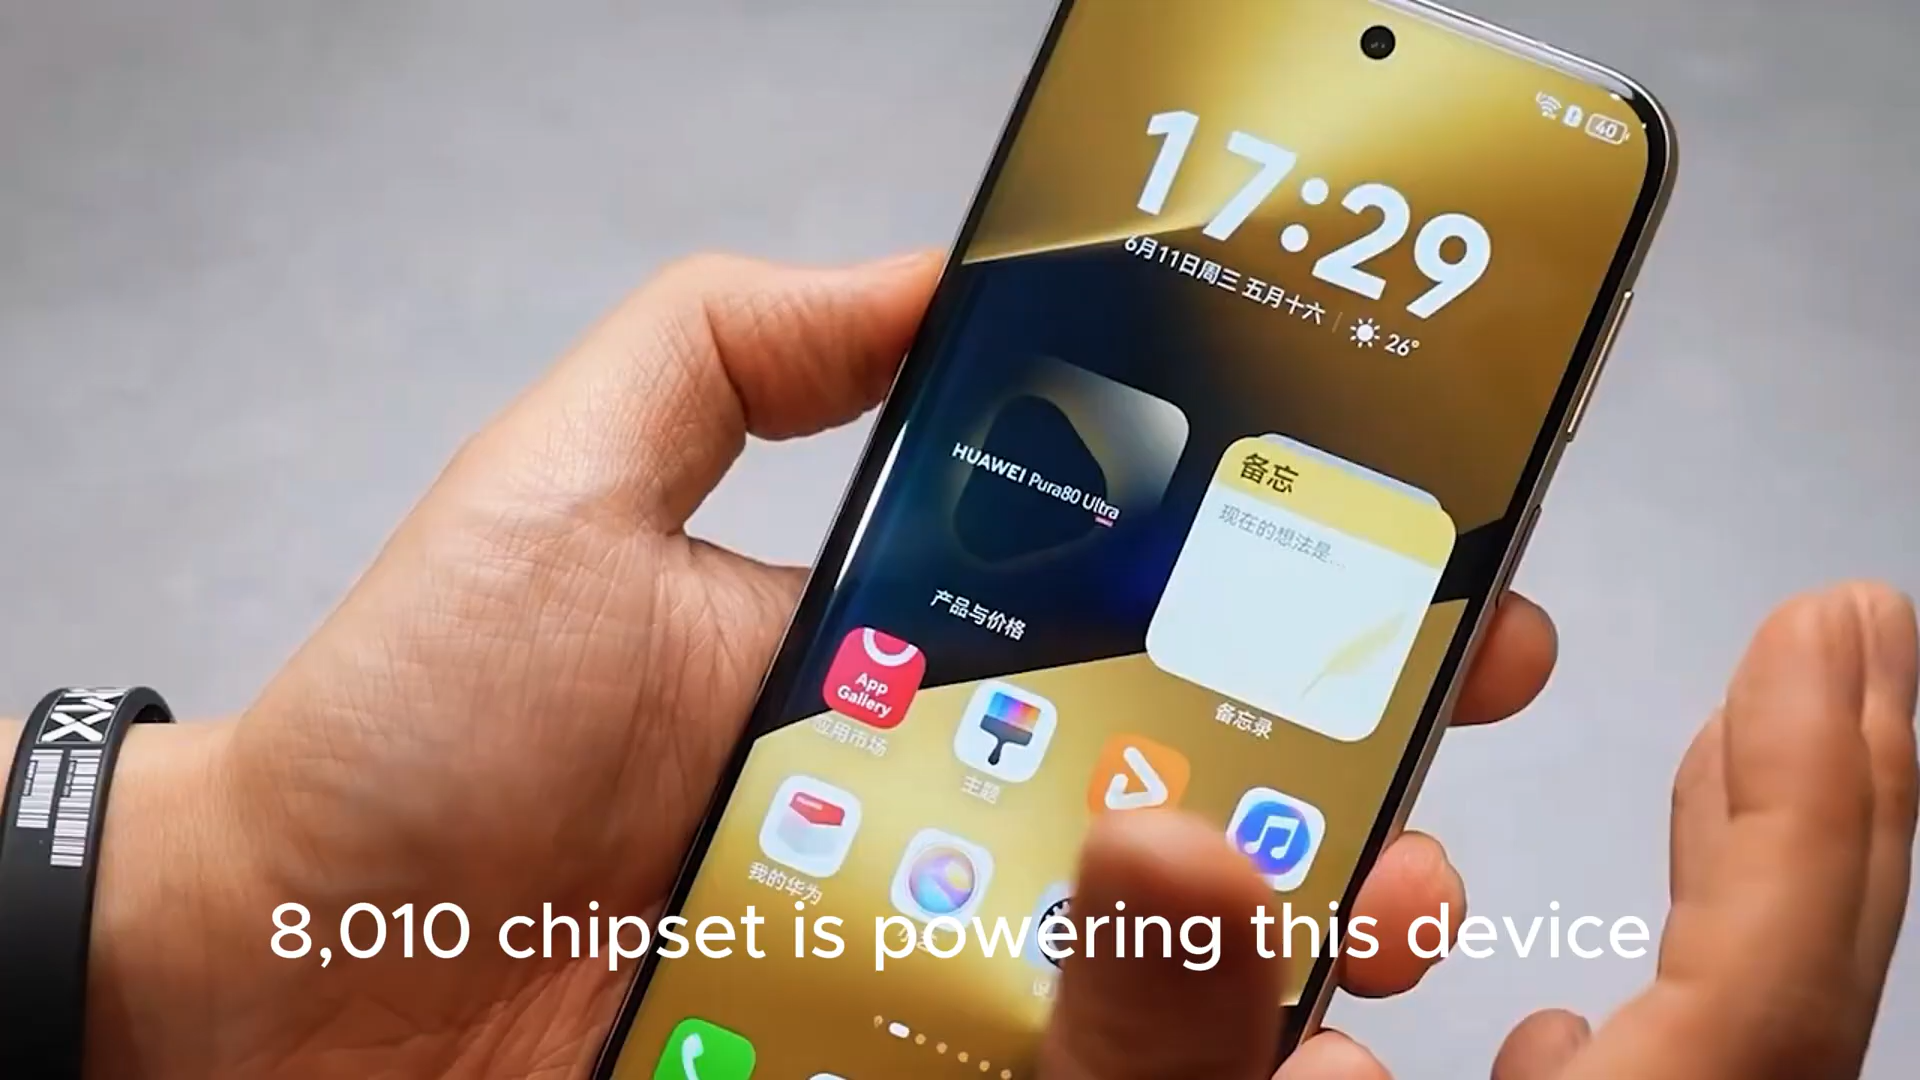 40
17:29
6月11日周三 五月十六
26°
HUAWEI Pura80 Ultra
产品与价格
备忘
现在的想法是...
备忘录
App
Gallery
应用市场
主题
我的华为
8,010 chipset is powering this device